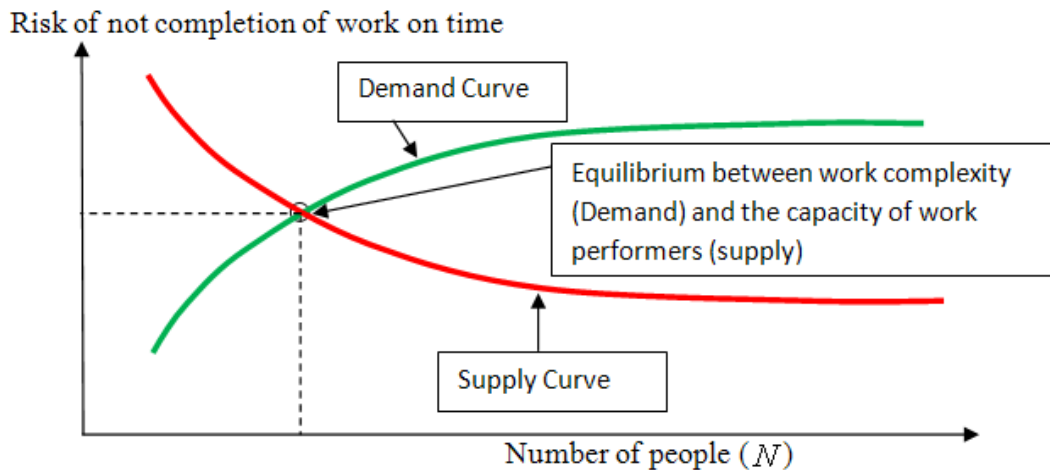 Risk of not completion of work on time
Demand Curve
Equilibrium between work complexity
(Demand) and the capacity of work
performers (supply)
Supply Curve
Number of people (N)